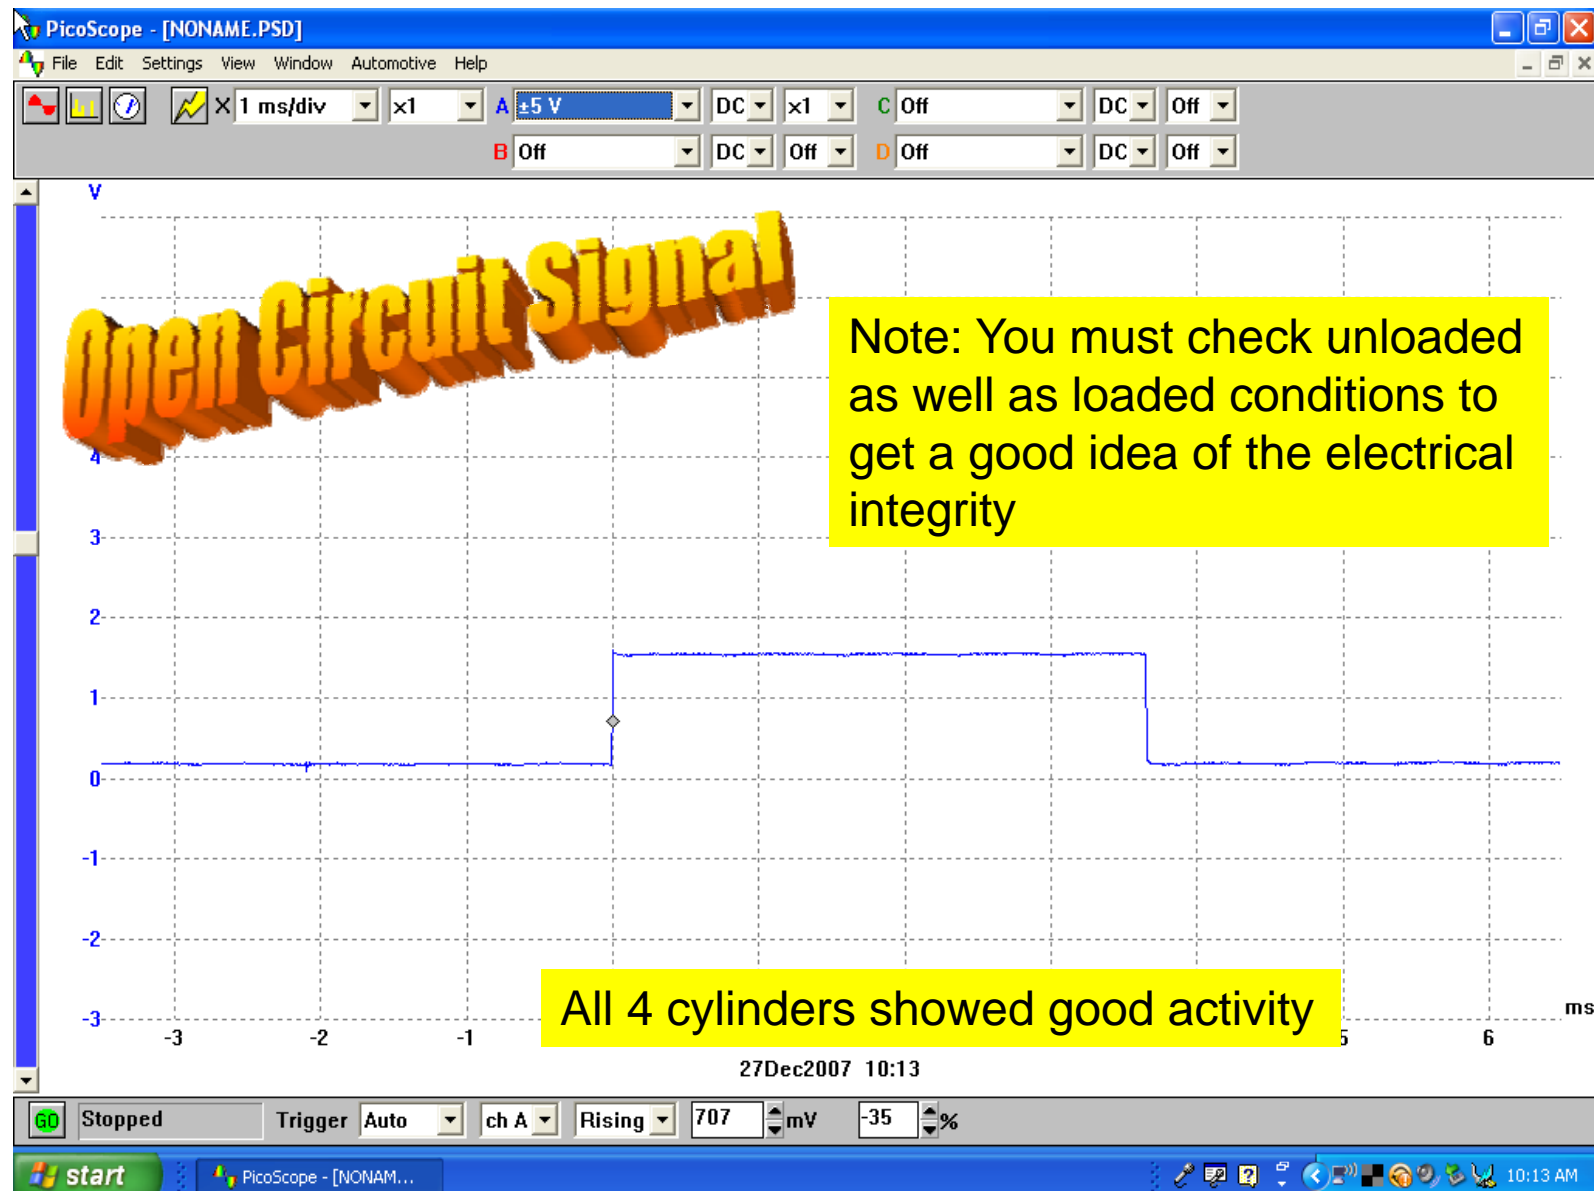 PicoScope - [NONAME.PSD]
File Edit Settings View Window Automotive Help
X 1 ms/div x1 A ±5 V DC x1 C Off DC Off
B Off DC Off D Off DC Off
V
Open Circuit Signal
Note: You must check unloaded
as well as loaded conditions to
get a good idea of the electrical
integrity
4
3
2
1
0
-1
-2
-3
All 4 cylinders showed good activity
ms
-3 -2 -1 5 6
27Dec2007 10:13
GO Stopped Trigger Auto ch A Rising 707 mV -35 %
start PicoScope - [NONAM... 10:13 AM